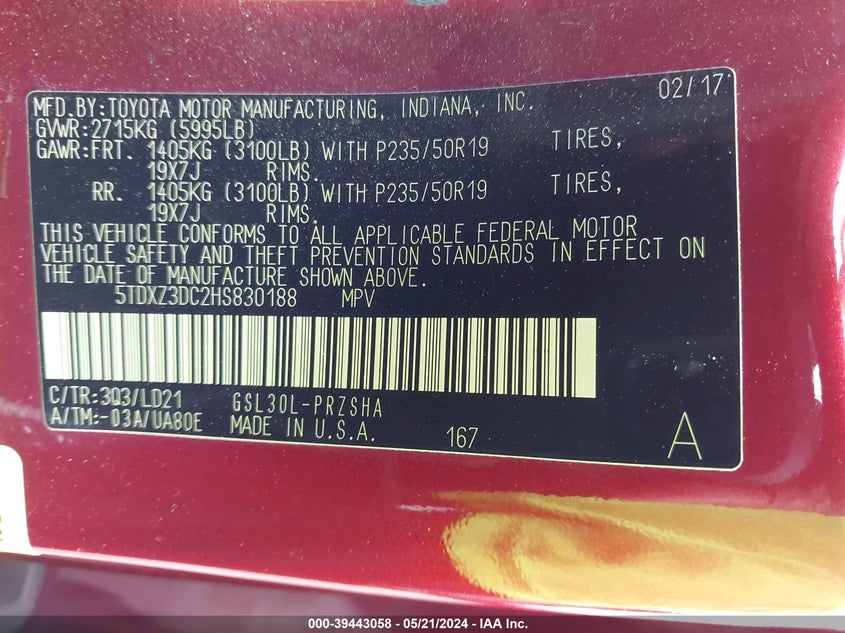 02/17
MFD.BY:TOYOTA MOTOR MANUFACTURING, INDIANA, INC.
GVWR:2715KG (5995LB)
GAWR:FRT. 1405KG (3100LB) WITH P235/50R19 TIRES,
19X7J RIMS.
RR. 1405KG (3100LB) WITH P235/50R19 TIRES,
19X7J RIMS.
THIS VEHICLE CONFORMS TO ALL APPLICABLE FEDERAL MOTOR
VEHICLE SAFETY AND THEFT PREVENTION STANDARDS IN EFFECT ON
THE DATE OF MANUFACTURE SHOWN ABOVE.
5TDXZ3DC2HS830188 MPV
C/TR:3Q3/LD21 GSL30L-PRZSHA
A/TM:-03A/UA80E MADE IN U.S.A. 167 A
000-39443058 - 05/21/2024 - IAA Inc.